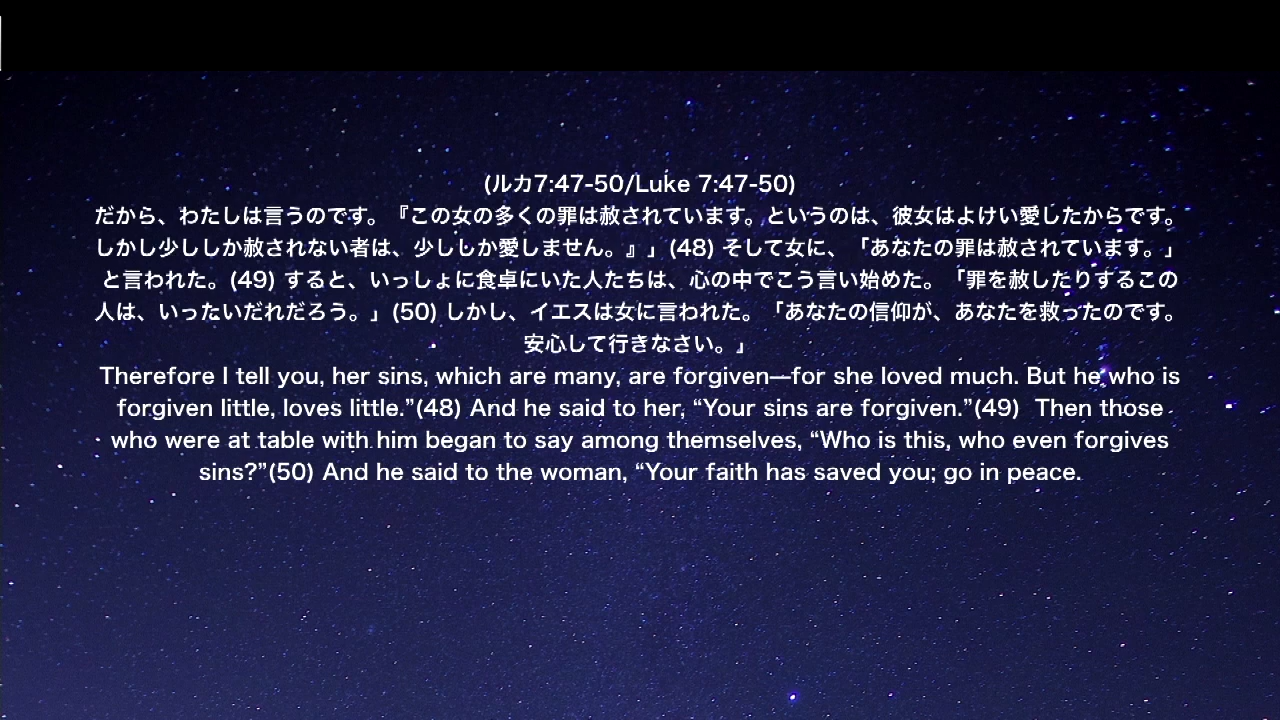 (ルカ7:47-50/Luke 7:47-50)
だから、わたしは言うのです。『この女の多くの罪は赦されています。というのは、彼女はよけい愛したからです。
しかし少ししか赦されない者は、少ししか愛しません。』」(48) そして女に、「あなたの罪は赦されています。」
と言われた。(49) すると、いっしょに食卓にいた人たちは、心の中でこう言い始めた。「罪を赦したりするこの
人は、いったいだれだろう。」(50) しかし、イエスは女に言われた。「あなたの信仰が、あなたを救ったのです。
安心して行きなさい。」
Therefore I tell you, her sins, which are many, are forgiven—for she loved much. But he who is
forgiven little, loves little.”(48) And he said to her, “Your sins are forgiven.”(49)  Then those
who were at table with him began to say among themselves, “Who is this, who even forgives
sins?”(50) And he said to the woman, “Your faith has saved you; go in peace.